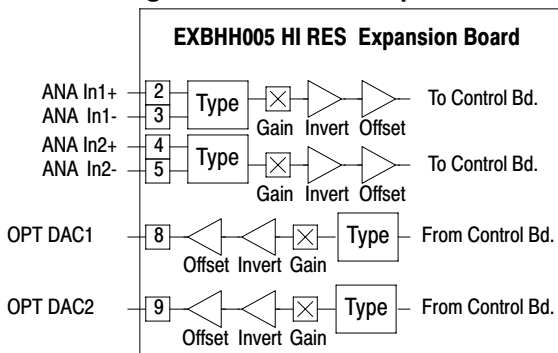 EXBHH005 HI RES Expansion Board
ANA In1+ 2 Type To Control Bd.
ANA In1- 3
Gain Invert Offset
ANA In2+ 4 Type To Control Bd.
ANA In2- 5
Gain Invert Offset
OPT DAC1 8 Type From Control Bd.
Offset Invert Gain
OPT DAC2 9 Type From Control Bd.
Offset Invert Gain